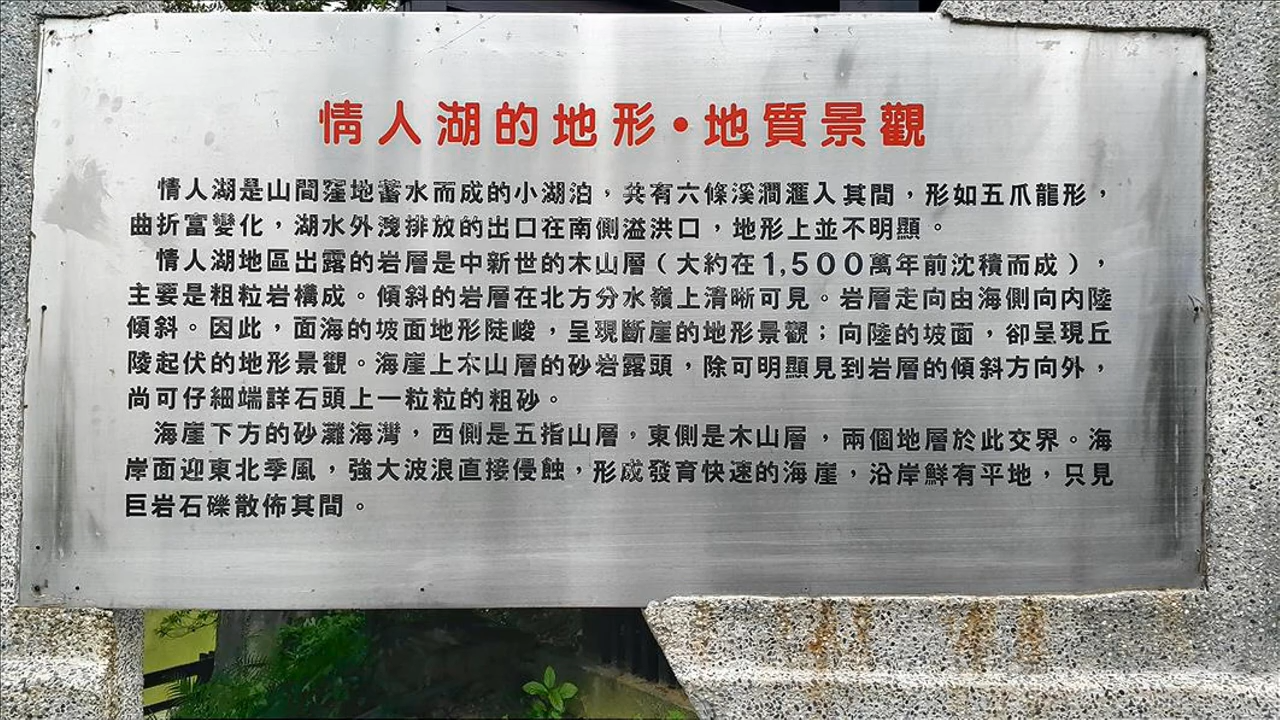 情人湖的地形•地質景觀
情人湖是山間窪地蓄水而成的小湖泊，共有六條溪澗滙入其間，形如五爪龍形，
曲折富變化，湖水外洩排放的出口在南側溢洪口，地形上並不明顯。
情人湖地區出露的岩層是中新世的木山層（大約在1,500萬年前沈積而成），
主要是粗粒岩構成。傾斜的岩層在北方分水嶺上清晰可見。岩層走向由海側向內陸
傾斜。因此，面海的坡面地形陡峻，呈現斷崖的地形景觀；向陸的坡面，卻呈現丘
陵起伏的地形景觀。海崖上木山層的砂岩露頭，除可明顯見到岩層的傾斜方向外，
尚可仔細端詳石頭上一粒粒的粗砂。
海崖下方的砂灘海灣，西側是五指山層，東側是木山層，兩個地層於此交界。海
岸面迎東北季風，強大波浪直接侵蝕，形成發育快速的海崖，沿岸鮮有平地，只見
巨岩石礫散佈其間。